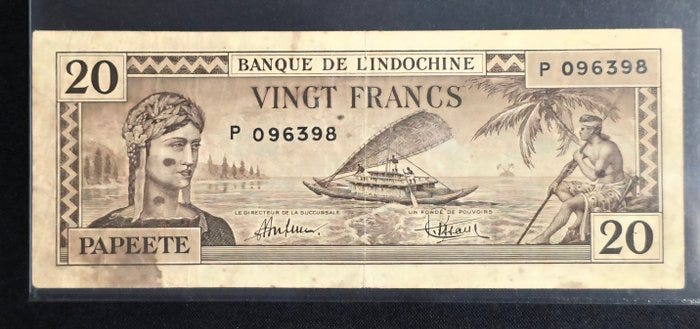 20 BANQUE DE L'INDOCHINE P 096398
VINGT FRANCS
P 096398
LE DIRECTEUR DE LA SUCCURSALE UN FONDÉ DE POUVOIRS
PAPEETE 20